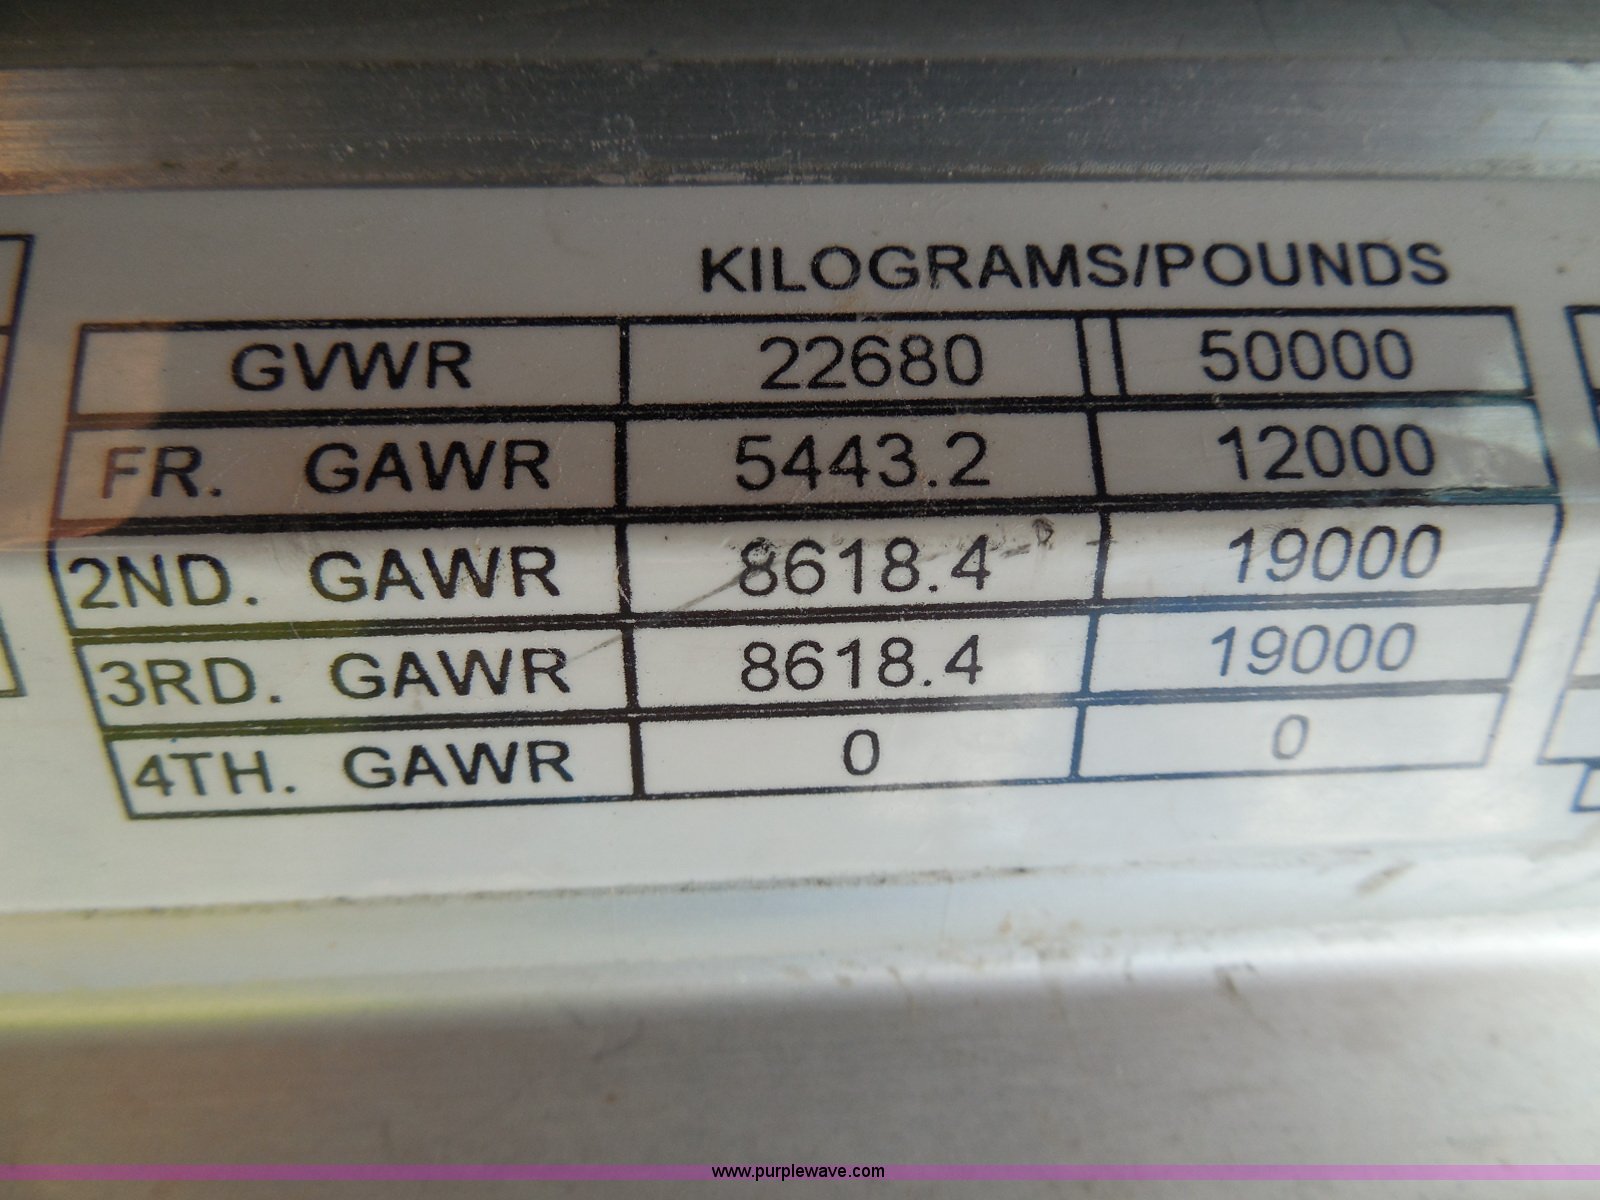 KILOGRAMS/POUNDS
GVWR 22680 50000
FR. GAWR 5443.2 12000
2ND. GAWR 8618.4 19000
3RD. GAWR 8618.4 19000
4TH. GAWR 0 0
www.purplewave.com